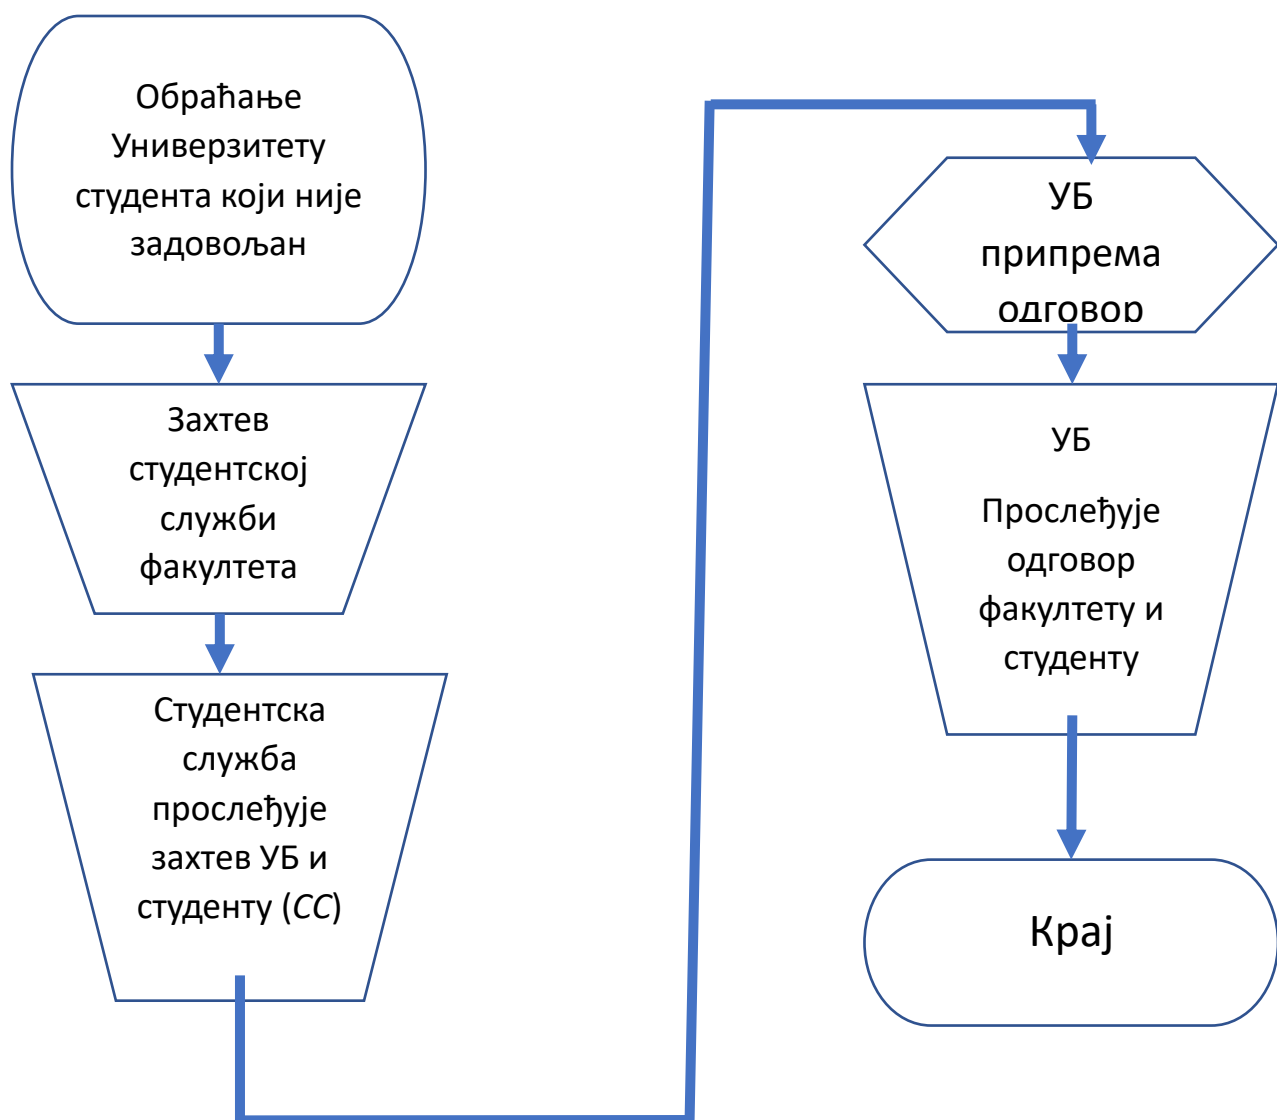 Обраћање
Универзитету
студента који није
задовољан
Захтев
студентској
служби
факултета
Студентска
служба
прослеђује
захтев УБ и
студенту (CC)
УБ
припрема
одговор
УБ
Прослеђује
одговор
факултету и
студенту
Крај